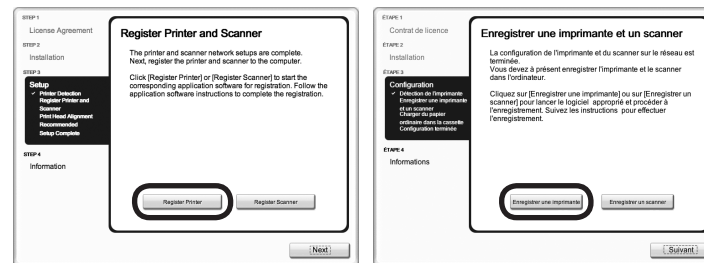 STEP 1
License Agreement
STEP 2
Installation
STEP 3
Setup
✓ Printer Detection
Register Printer and
Scanner
Print Head Alignment
Recommended
Setup Complete
STEP 4
Information
Register Printer and Scanner
The printer and scanner network setups are complete.
Next, register the printer and scanner to the computer.
Click [Register Printer] or [Register Scanner] to start the
corresponding application software for registration. Follow the
application software instructions to complete the registration.
Register Printer
Register Scanner
Next
ÉTAPE 1
Contrat de licence
ÉTAPE 2
Installation
ÉTAPE 3
Configuration
✓ Détection de l'imprimante
Enregistrer une imprimante
et un scanner
Charger du papier
ordinaire dans la cassette
Configuration terminée
ÉTAPE 4
Informations
Enregistrer une imprimante et un scanner
La configuration de l'imprimante et du scanner sur le réseau est
terminée.
Vous devez à présent enregistrer l'imprimante et le scanner
dans l'ordinateur.
Cliquez sur [Enregistrer une imprimante] ou sur [Enregistrer un
scanner] pour lancer le logiciel approprié et procéder à
l'enregistrement. Suivez les instructions pour effectuer
l'enregistrement.
Enregistrer une imprimante
Enregistrer un scanner
Suivant